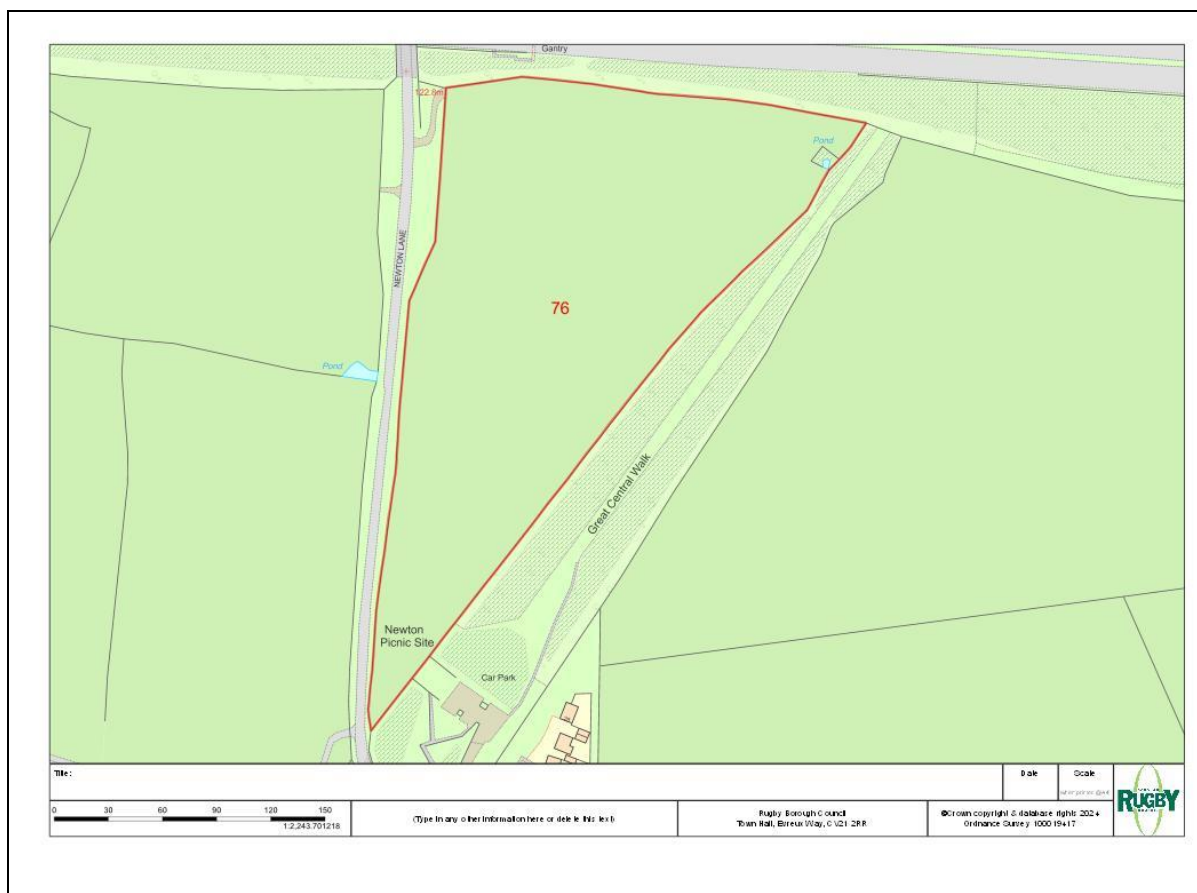 Gantry
122.8m
Pond
NEWTON LANE
76
Pond
Great Central Walk
Newton
Picnic Site
Car Park
Title:
Date
Scale
0 30 60 90 120 150
1:2,243.701218
(Type in any other information here or delete this text)
Rugby Borough Council
Town Hall, Evreux Way, CV21 2RR
©Crown copyright & database rights 2024
Ordnance Survey 100019417
RUGBY